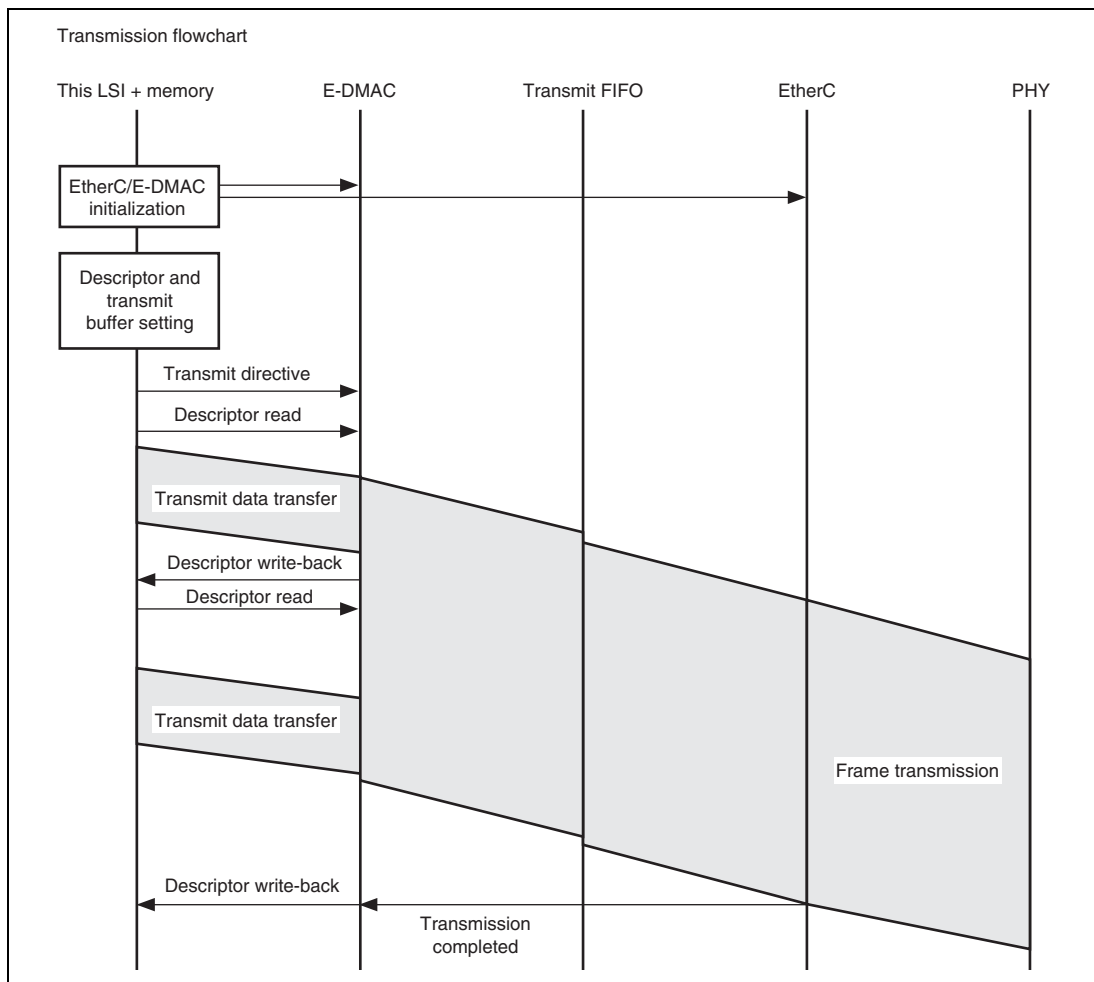 Transmission flowchart
This LSI + memory
E-DMAC
Transmit FIFO
EtherC
PHY
EtherC/E-DMAC
initialization
Descriptor and
transmit
buffer setting
Transmit directive
Descriptor read
Transmit data transfer
Descriptor write-back
Descriptor read
Transmit data transfer
Frame transmission
Descriptor write-back
Transmission
completed